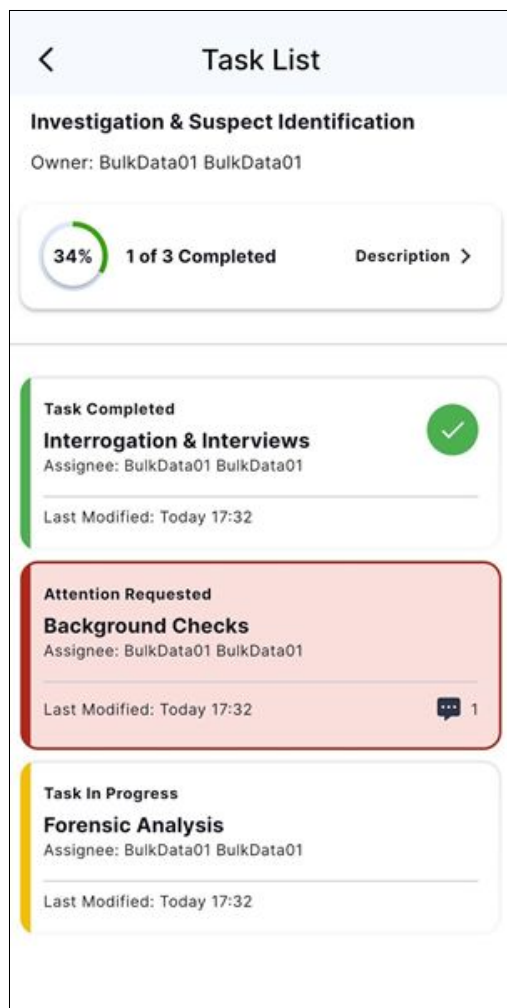 Task List
Investigation & Suspect Identification
Owner: BulkData01 BulkData01
34% 1 of 3 Completed Description
Task Completed
Interrogation & Interviews
Assignee: BulkData01 BulkData01
Last Modified: Today 17:32
Attention Requested
Background Checks
Assignee: BulkData01 BulkData01
Last Modified: Today 17:32 1
Task In Progress
Forensic Analysis
Assignee: BulkData01 BulkData01
Last Modified: Today 17:32